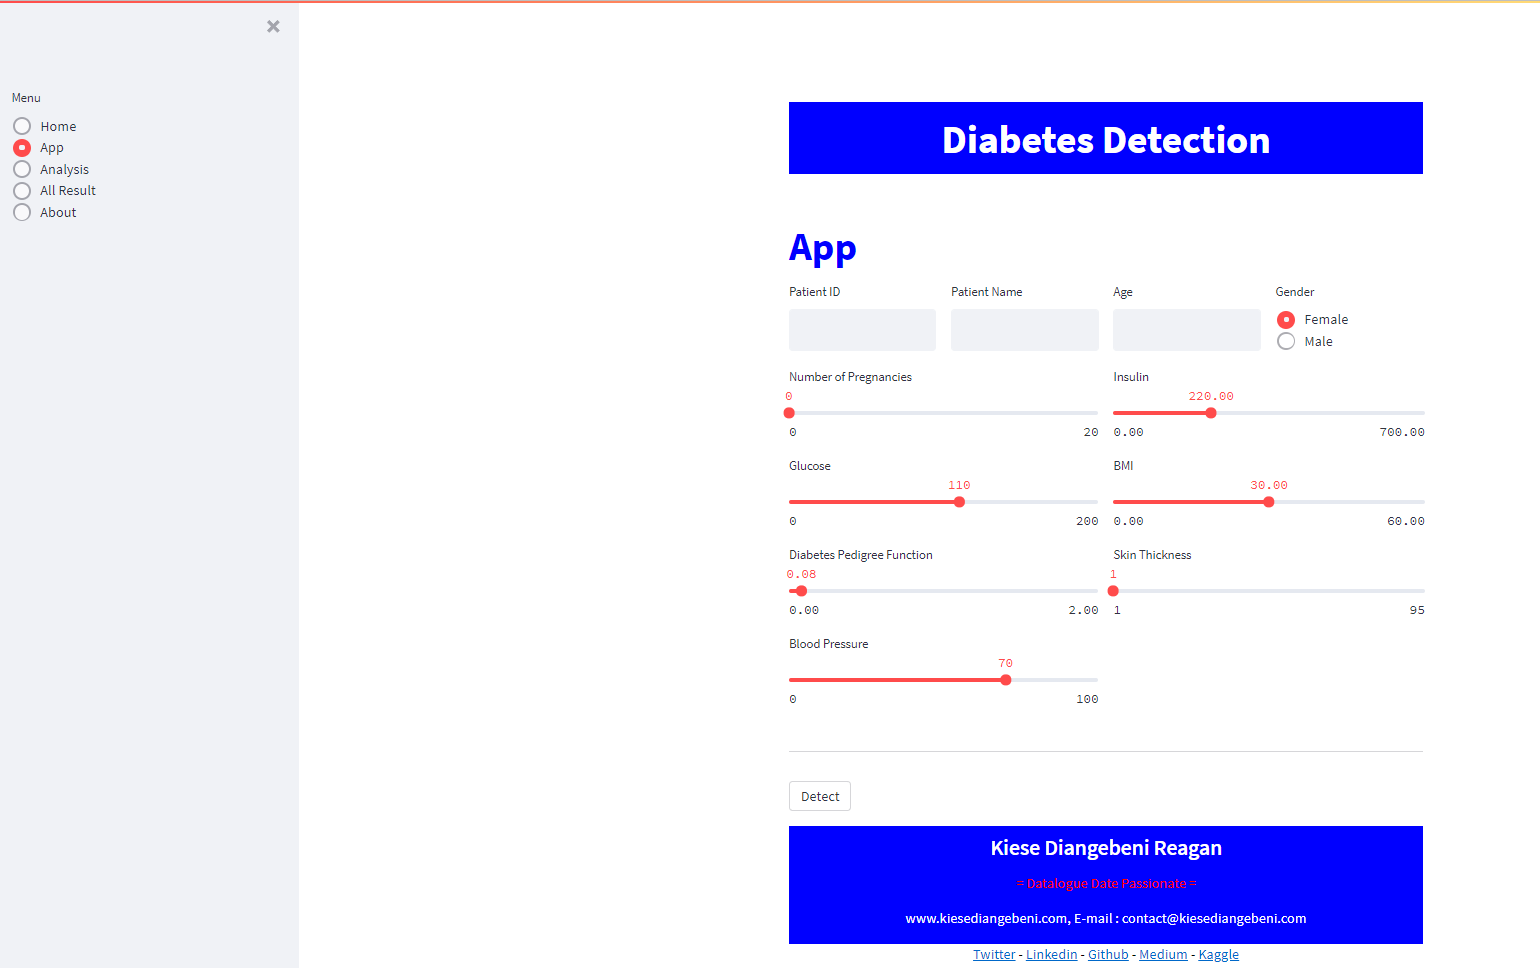 Menu
Home
App
Analysis
All Result
About
Diabetes Detection
App
Patient ID Patient Name Age Gender
Female
Male
Number of Pregnancies Insulin
0 220.00
0 20 0.00 700.00
Glucose BMI
110 30.00
0 200 0.00 60.00
Diabetes Pedigree Function Skin Thickness
0.08 1
0.00 2.00 1 95
Blood Pressure
70
0 100
Detect
Kiese Diangebeni Reagan
= Datalogue Date Passionate =
www.kiesediangebeni.com, E-mail : contact@kiesediangebeni.com
Twitter - Linkedin - Github - Medium - Kaggle